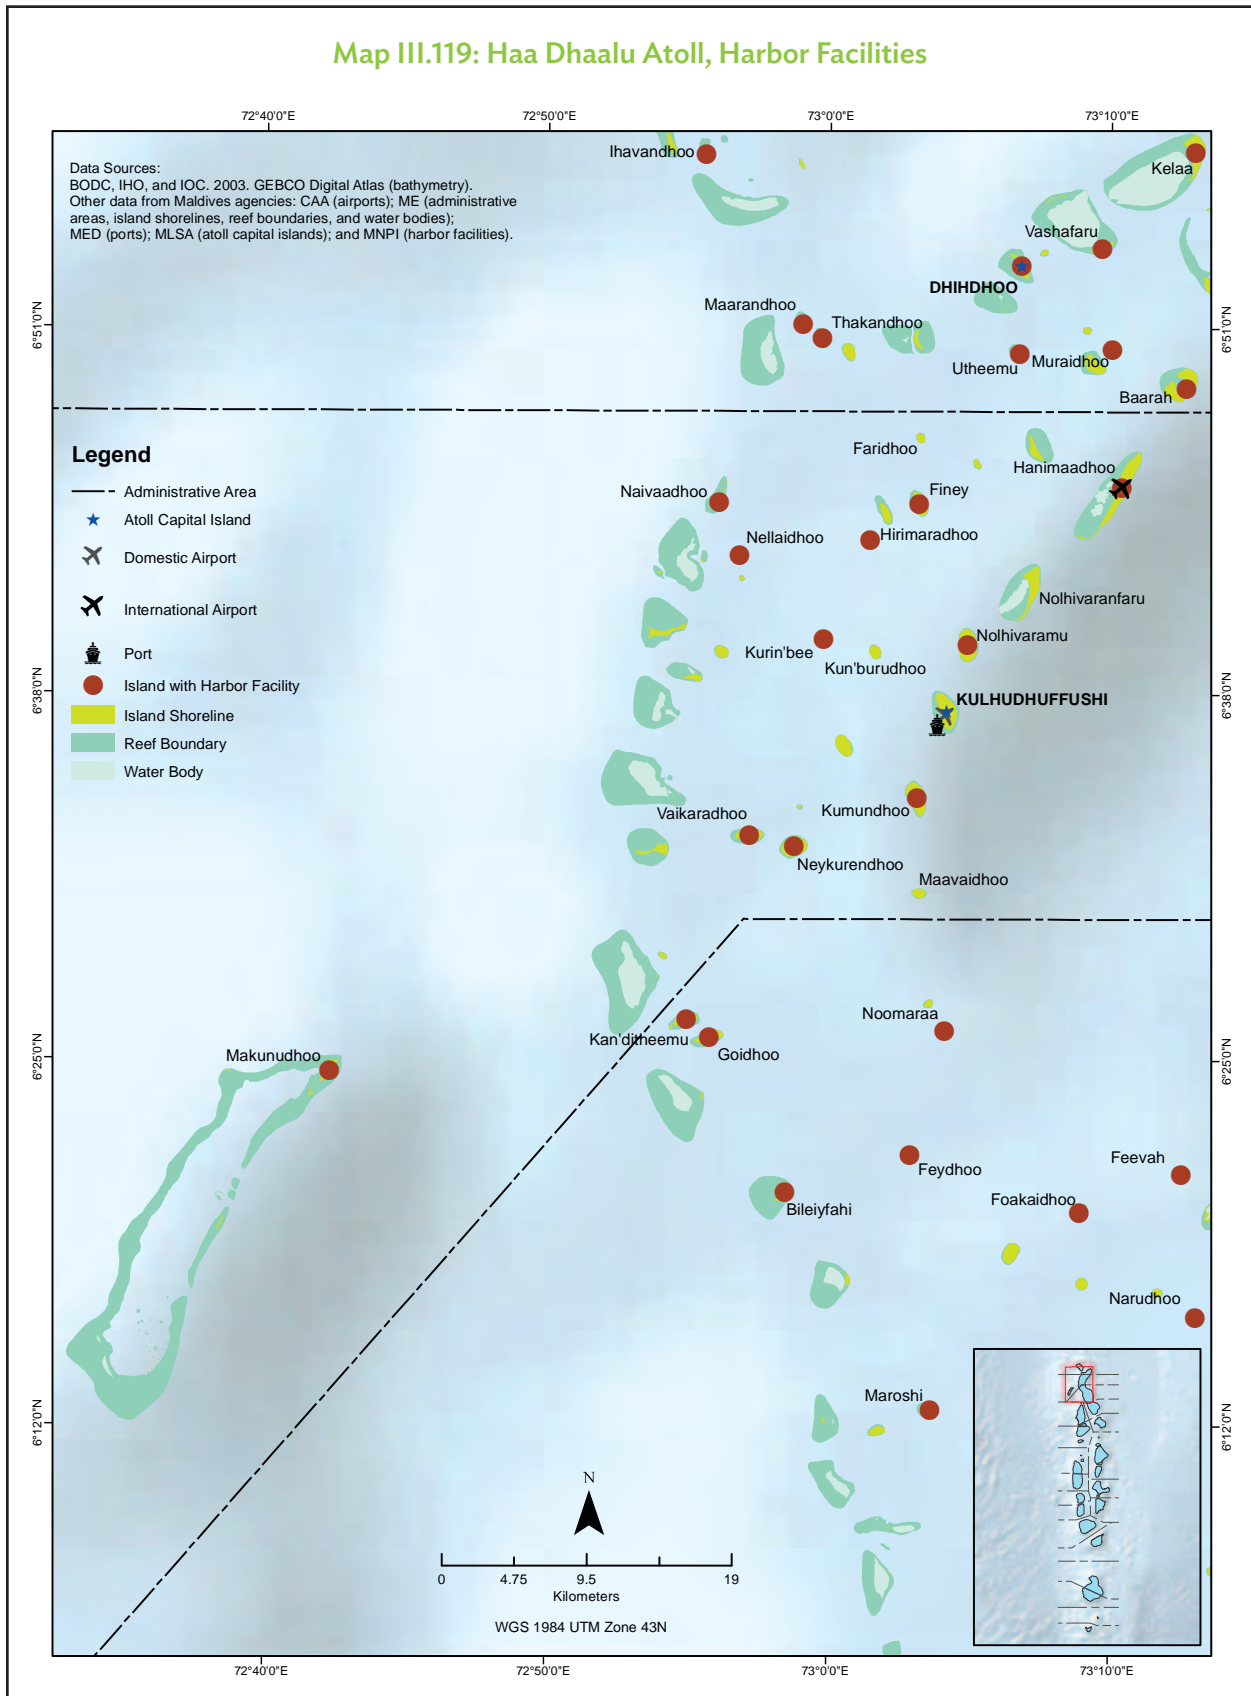 Map III.119: Haa Dhaalu Atoll, Harbor Facilities
72°40'0"E
72°50'0"E
73°0'0"E
73°10'0"E
Data Sources:
BODC, IHO, and IOC. 2003. GEBCO Digital Atlas (bathymetry).
Other data from Maldives agencies: CAA (airports); ME (administrative
areas, island shorelines, reef boundaries, and water bodies);
MED (ports); MLSA (atoll capital islands); and MNPI (harbor facilities).
Ihavandhoo
Kelaa
Vashafaru
DHIHDHOO
Maarandhoo
Thakandhoo
6°51'0"N
6°51'0"N
Utheemu
Muraidhoo
Baarah
Legend
Administrative Area
Atoll Capital Island
Domestic Airport
International Airport
Port
Island with Harbor Facility
Island Shoreline
Reef Boundary
Water Body
Faridhoo
Hanimaadhoo
Naivaadhoo
Finey
Nellaidhoo
Hirimaradhoo
Nolhivaranfaru
Nolhivaramu
Kurin'bee
Kun'burudhoo
6°38'0"N
6°38'0"N
KULHUDHUFFUSHI
Vaikaradhoo
Kumundhoo
Neykurendhoo
Maavaidhoo
Noomaraa
Kan'ditheemu
Goidhoo
Makunudhoo
6°25'0"N
6°25'0"N
Feydhoo
Feevah
Foakaidhoo
Bileiyfahi
Narudhoo
Maroshi
6°12'0"N
6°12'0"N
N
0
4.75
9.5
19
Kilometers
WGS 1984 UTM Zone 43N
72°40'0"E
72°50'0"E
73°0'0"E
73°10'0"E